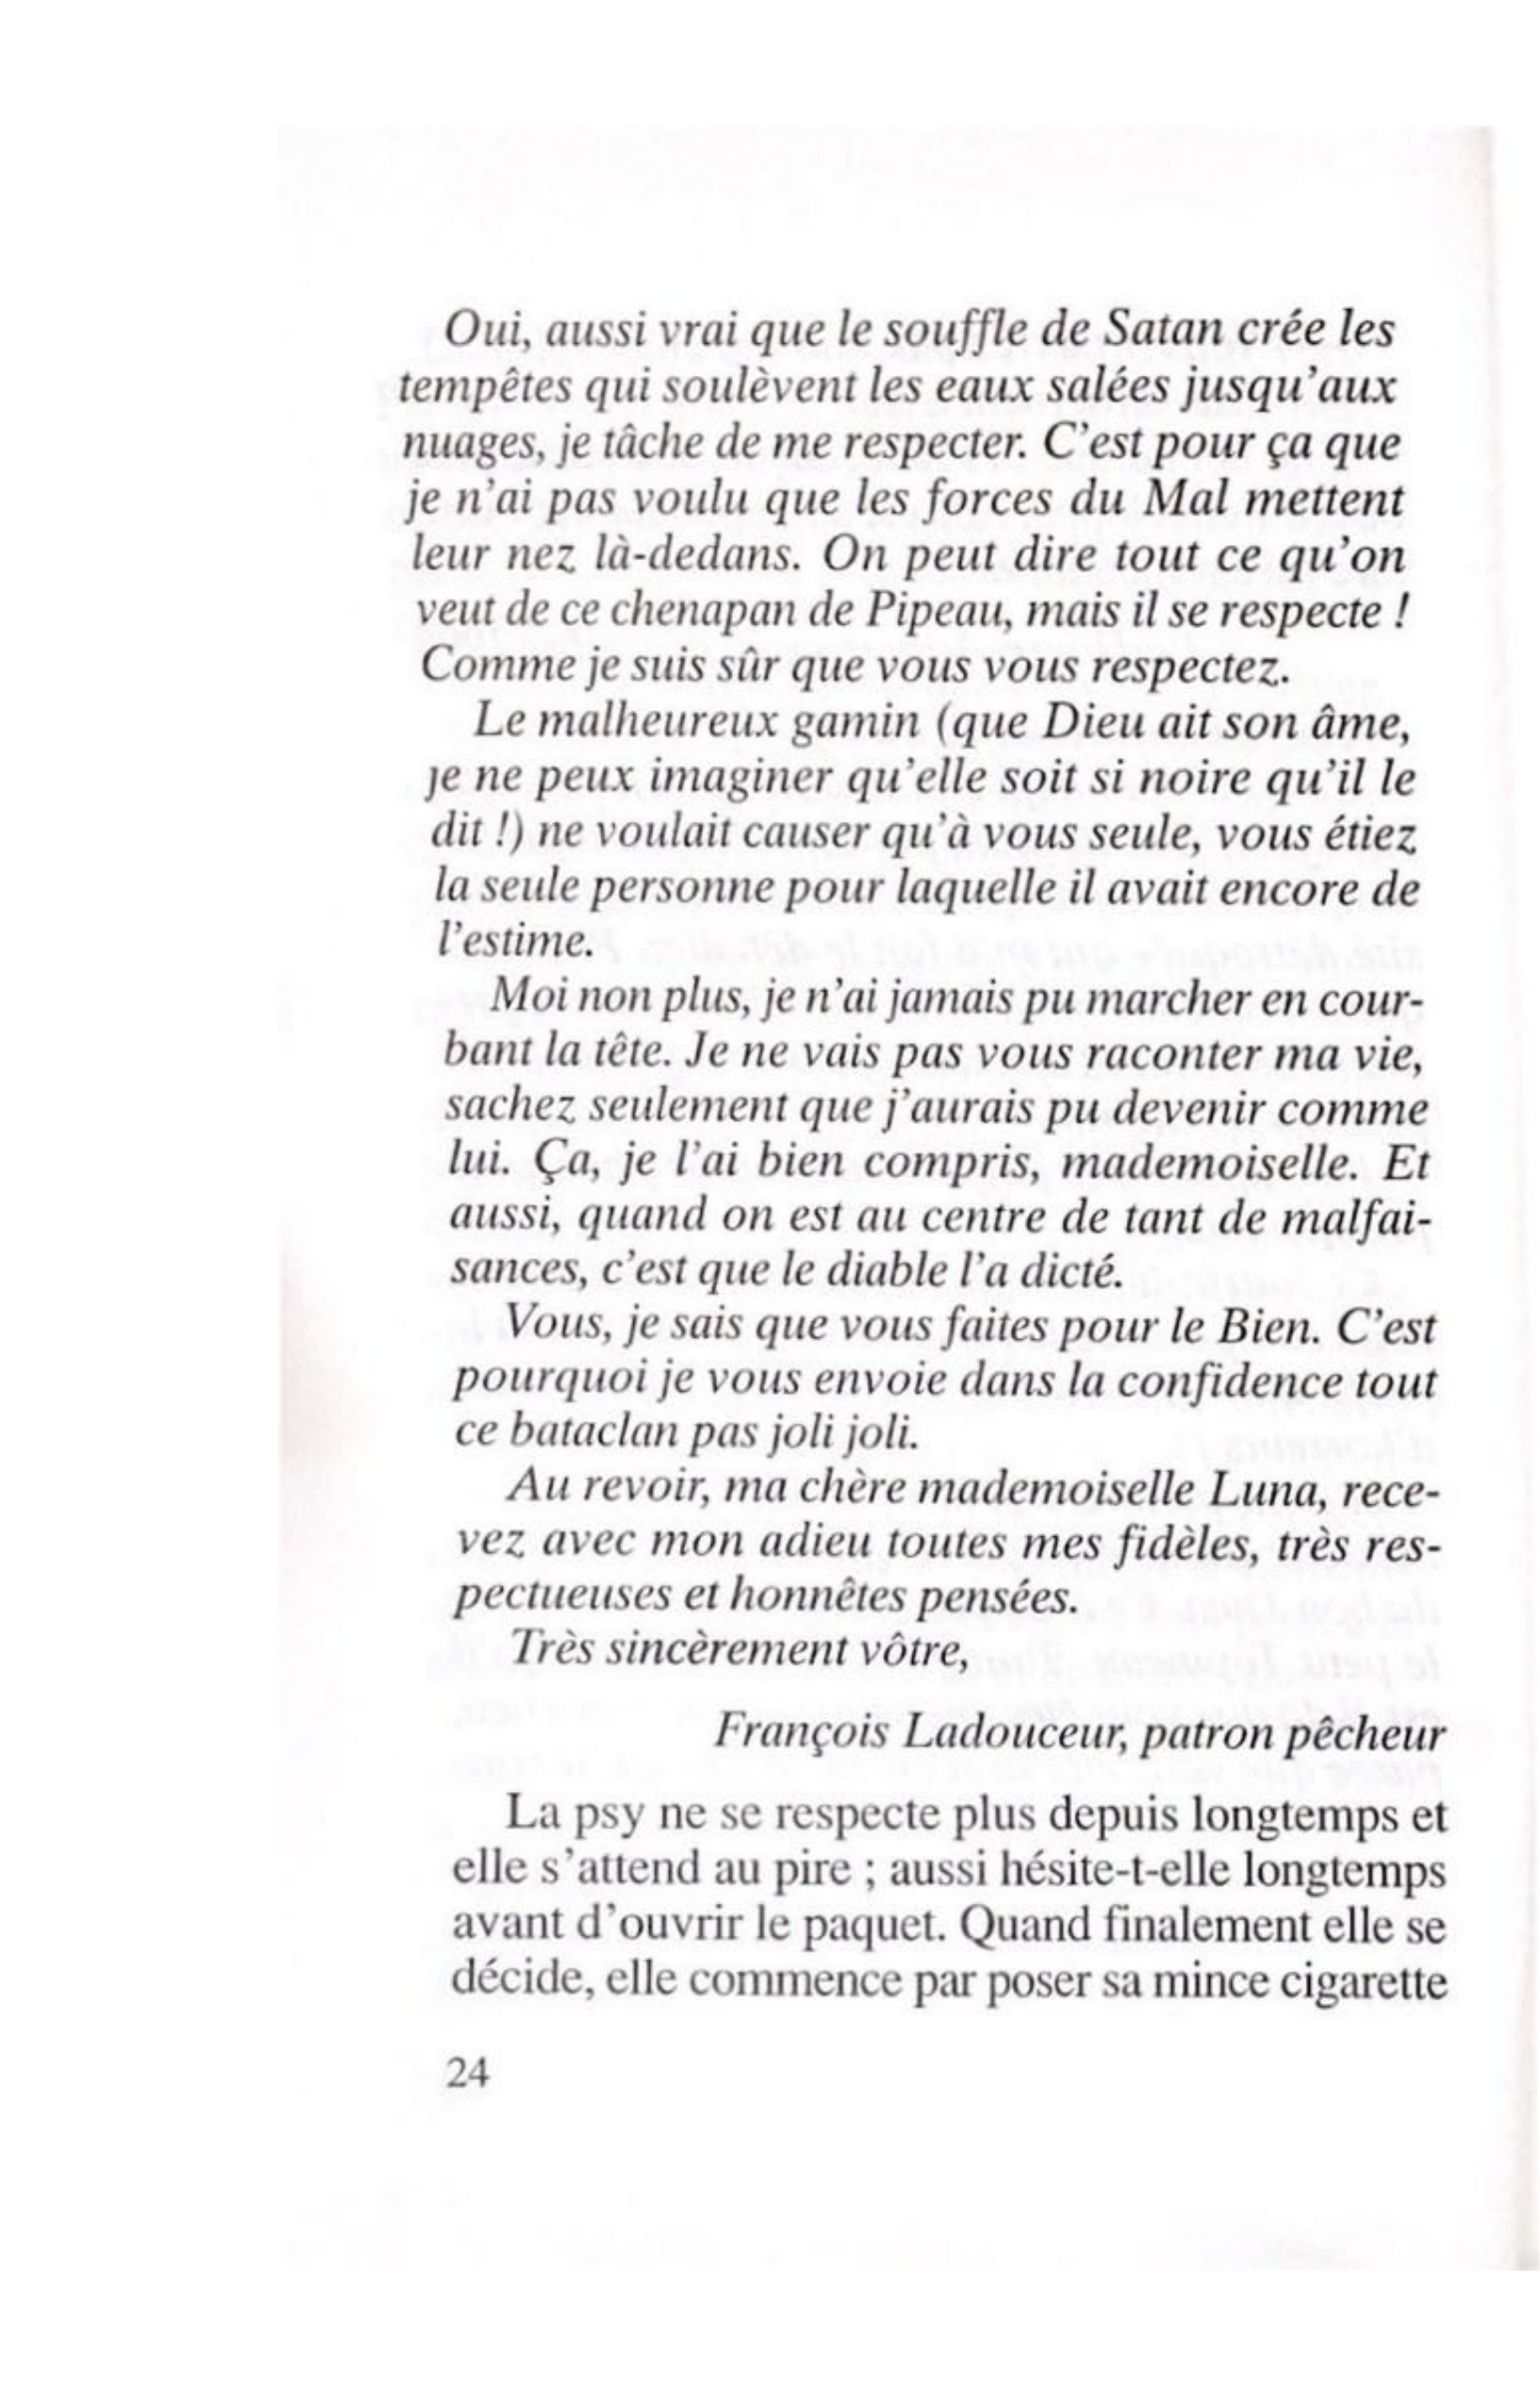 Oui, aussi vrai que le souffle de Satan crée les
tempêtes qui soulèvent les eaux salées jusqu'aux
nuages, je tâche de me respecter. C'est pour ça que
je n'ai pas voulu que les forces du Mal mettent
leur nez là-dedans. On peut dire tout ce qu'on
veut de ce chenapan de Pipeau, mais il se respecte !
Comme je suis sûr que vous vous respectez.
Le malheureux gamin (que Dieu ait son âme,
je ne peux imaginer qu'elle soit si noire qu'il le
dit !) ne voulait causer qu'à vous seule, vous étiez
la seule personne pour laquelle il avait encore de
l'estime.
Moi non plus, je n'ai jamais pu marcher en cour-
bant la tête. Je ne vais pas vous raconter ma vie,
sachez seulement que j'aurais pu devenir comme
lui. Ça, je l'ai bien compris, mademoiselle. Et
aussi, quand on est au centre de tant de malfai-
sances, c'est que le diable l'a dicté.
Vous, je sais que vous faites pour le Bien. C'est
pourquoi je vous envoie dans la confidence tout
ce bataclan pas joli joli.
Au revoir, ma chère mademoiselle Luna, rece-
vez avec mon adieu toutes mes fidèles, très res-
pectueuses et honnêtes pensées.
Très sincèrement vôtre,
François Ladouceur, patron pêcheur
La psy ne se respecte plus depuis longtemps et
elle s'attend au pire ; aussi hésite-t-elle longtemps
avant d'ouvrir le paquet. Quand finalement elle se
décide, elle commence par poser sa mince cigarette
24